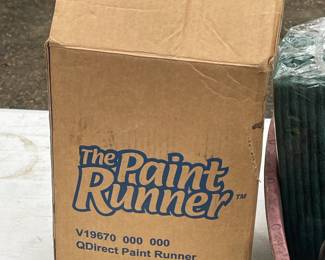 The Paint
Runner™
V19670 000 000
QDirect Paint Runner